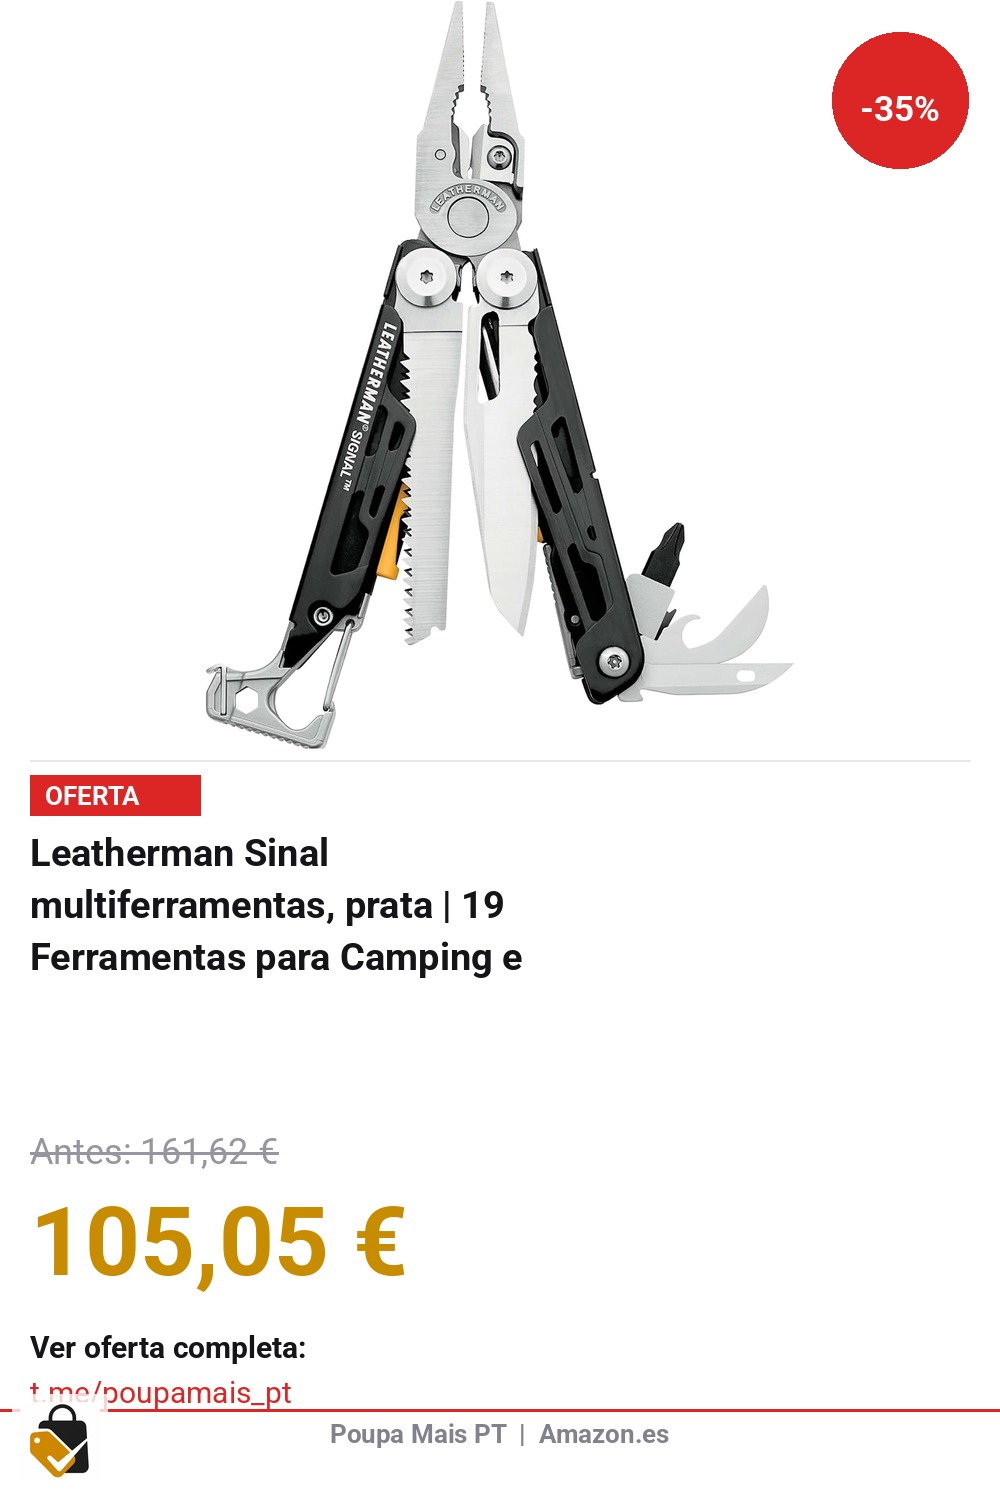 -35%
LEATHERMAN
LEATHERMAN® SIGNAL™
OFERTA
Leatherman Sinal
multiferramentas, prata | 19
Ferramentas para Camping e
Antes: 161,62 €
105,05 €
Ver oferta completa:
t.me/poupamais_pt
Poupa Mais PT | Amazon.es